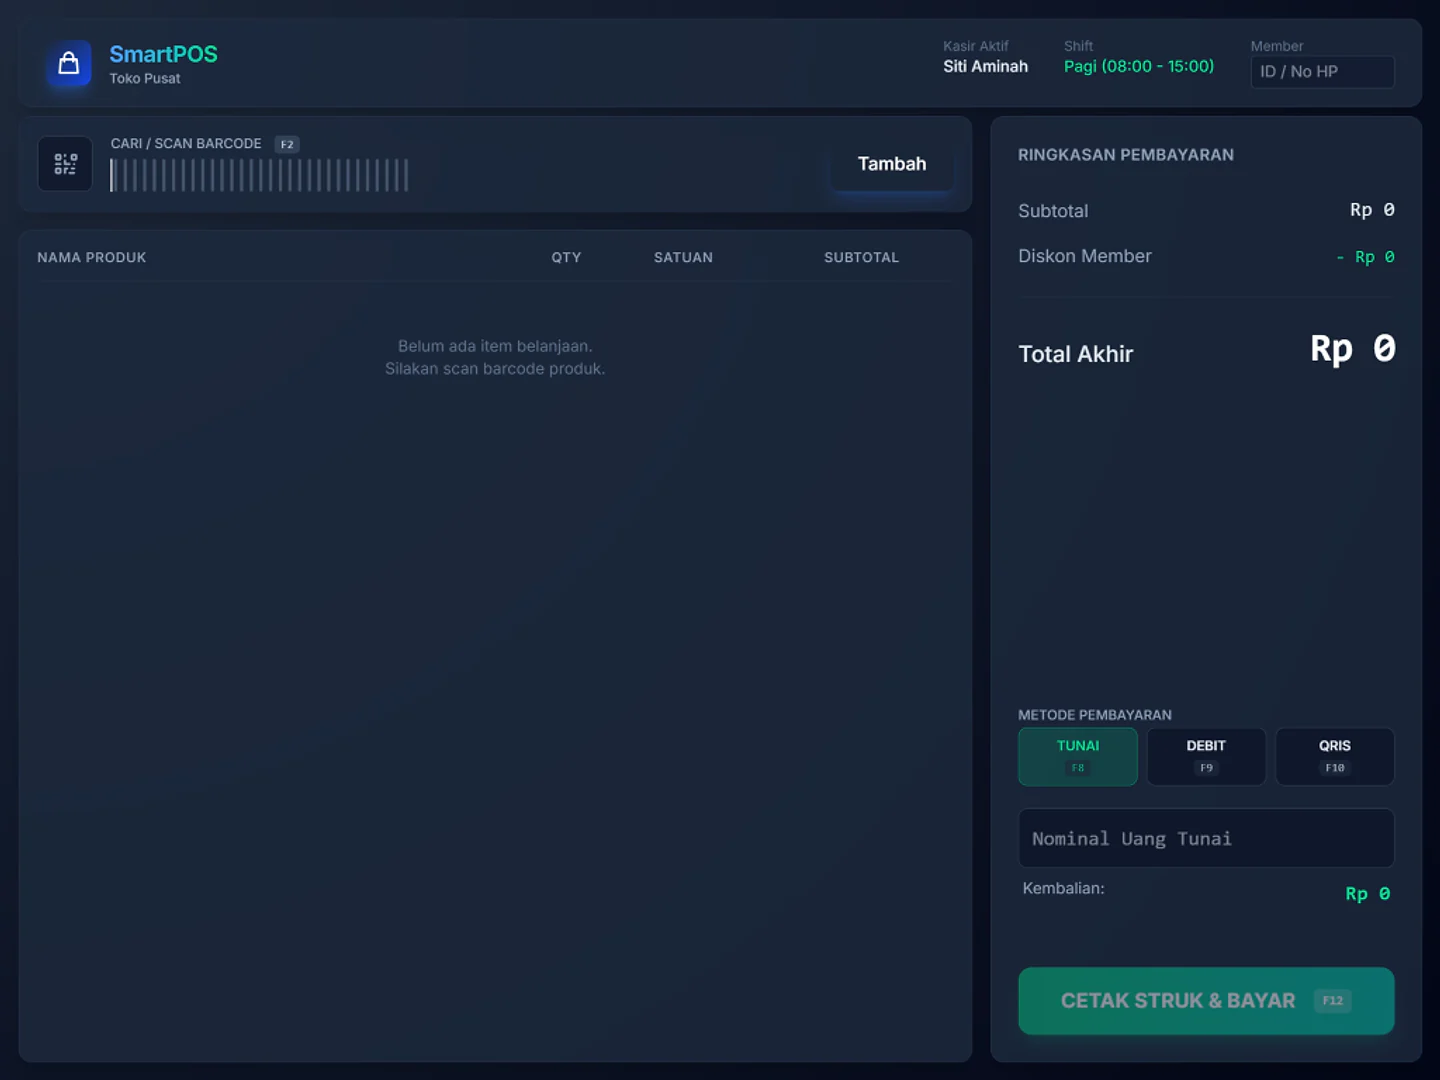 SmartPOS
Toko Pusat
Kasir Aktif
Siti Aminah
Shift
Pagi (08:00 - 15:00)
Member
ID / No HP
CARI / SCAN BARCODE F2
Tambah
NAMA PRODUK QTY SATUAN SUBTOTAL
Belum ada item belanjaan.
Silakan scan barcode produk.
RINGKASAN PEMBAYARAN
Subtotal Rp 0
Diskon Member - Rp 0
Total Akhir Rp 0
METODE PEMBAYARAN
TUNAI DEBIT QRIS
F8 F9 F10
Nominal Uang Tunai
Kembalian: Rp 0
CETAK STRUK & BAYAR F12